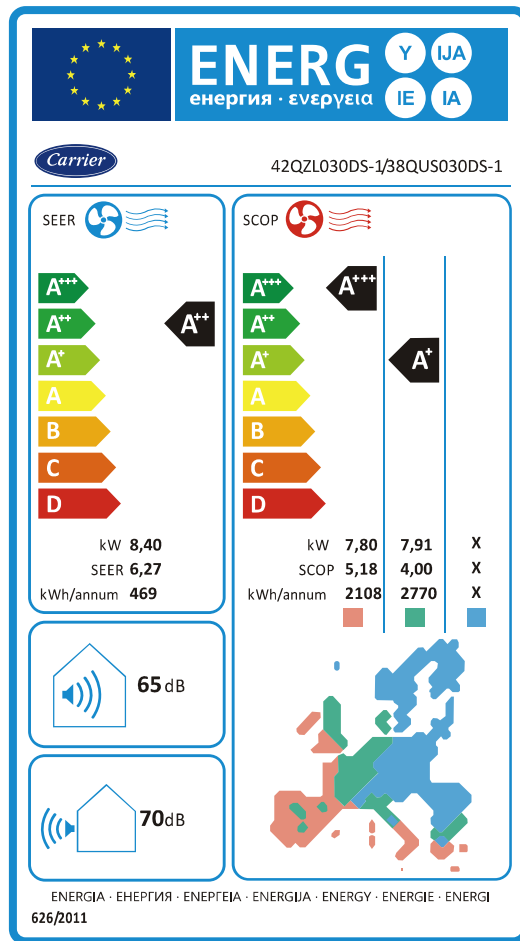 ENERG
енергия · ενεργεια
Y
IJA
IE
IA
Carrier
42QZL030DS-1/38QUS030DS-1
SEER
A+++
A++
A+
A
B
C
D
A++
kW 8,40
SEER 6,27
kWh/annum 469
SCOP
A+++
A++
A+
A
B
C
D
A+++
A+
kW 7,80 7,91 X
SCOP 5,18 4,00 X
kWh/annum 2108 2770 X
65 dB
70dB
ENERGIA · ЕНЕРГИЯ · ΕΝΕΡΓΕΙΑ · ENERGIJA · ENERGY · ENERGIE · ENERGI
626/2011